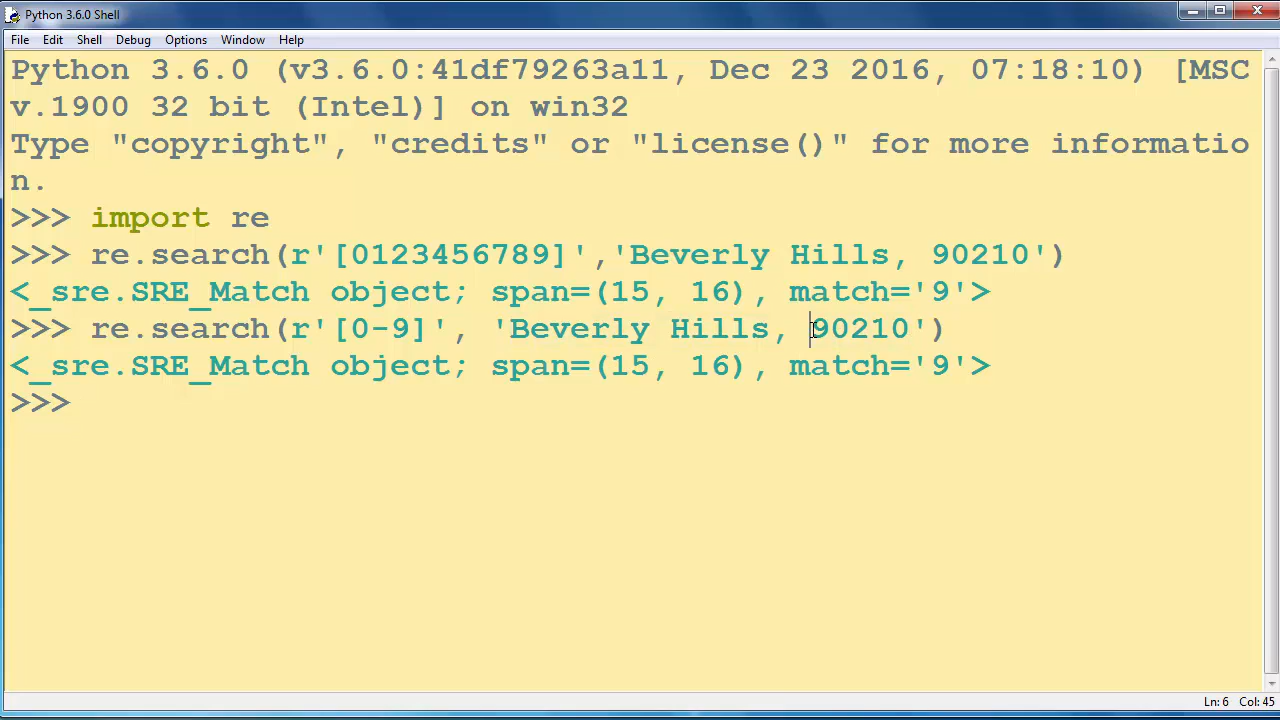 Python 3.6.0 Shell
File Edit Shell Debug Options Window Help
Python 3.6.0 (v3.6.0:41df79263a11, Dec 23 2016, 07:18:10) [MSC
v.1900 32 bit (Intel)] on win32
Type "copyright", "credits" or "license()" for more informatio
n.
>>> import re
>>> re.search(r'[0123456789]','Beverly Hills, 90210')
<_sre.SRE_Match object; span=(15, 16), match='9'>
>>> re.search(r'[0-9]', 'Beverly Hills, 90210')
<_sre.SRE_Match object; span=(15, 16), match='9'>
>>>
Ln: 6 Col: 45